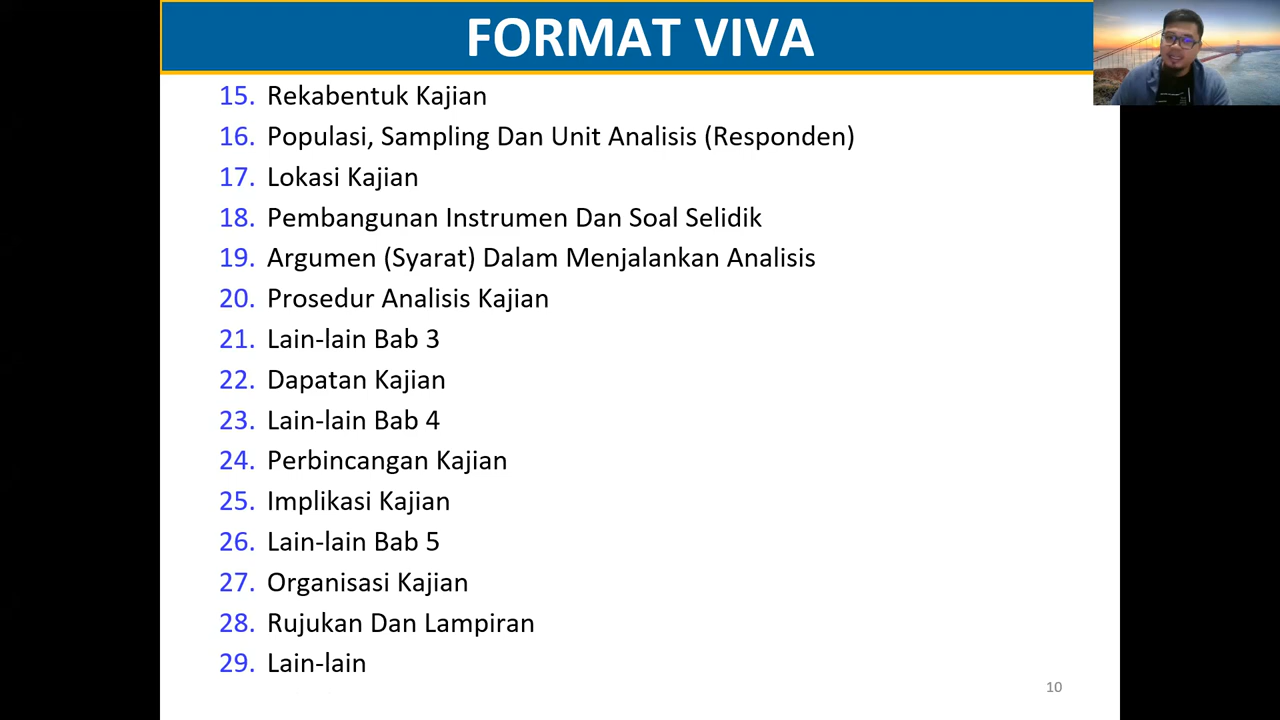 FORMAT VIVA
15. Rekabentuk Kajian
16. Populasi, Sampling Dan Unit Analisis (Responden)
17. Lokasi Kajian
18. Pembangunan Instrumen Dan Soal Selidik
19. Argumen (Syarat) Dalam Menjalankan Analisis
20. Prosedur Analisis Kajian
21. Lain-lain Bab 3
22. Dapatan Kajian
23. Lain-lain Bab 4
24. Perbincangan Kajian
25. Implikasi Kajian
26. Lain-lain Bab 5
27. Organisasi Kajian
28. Rujukan Dan Lampiran
29. Lain-lain
10